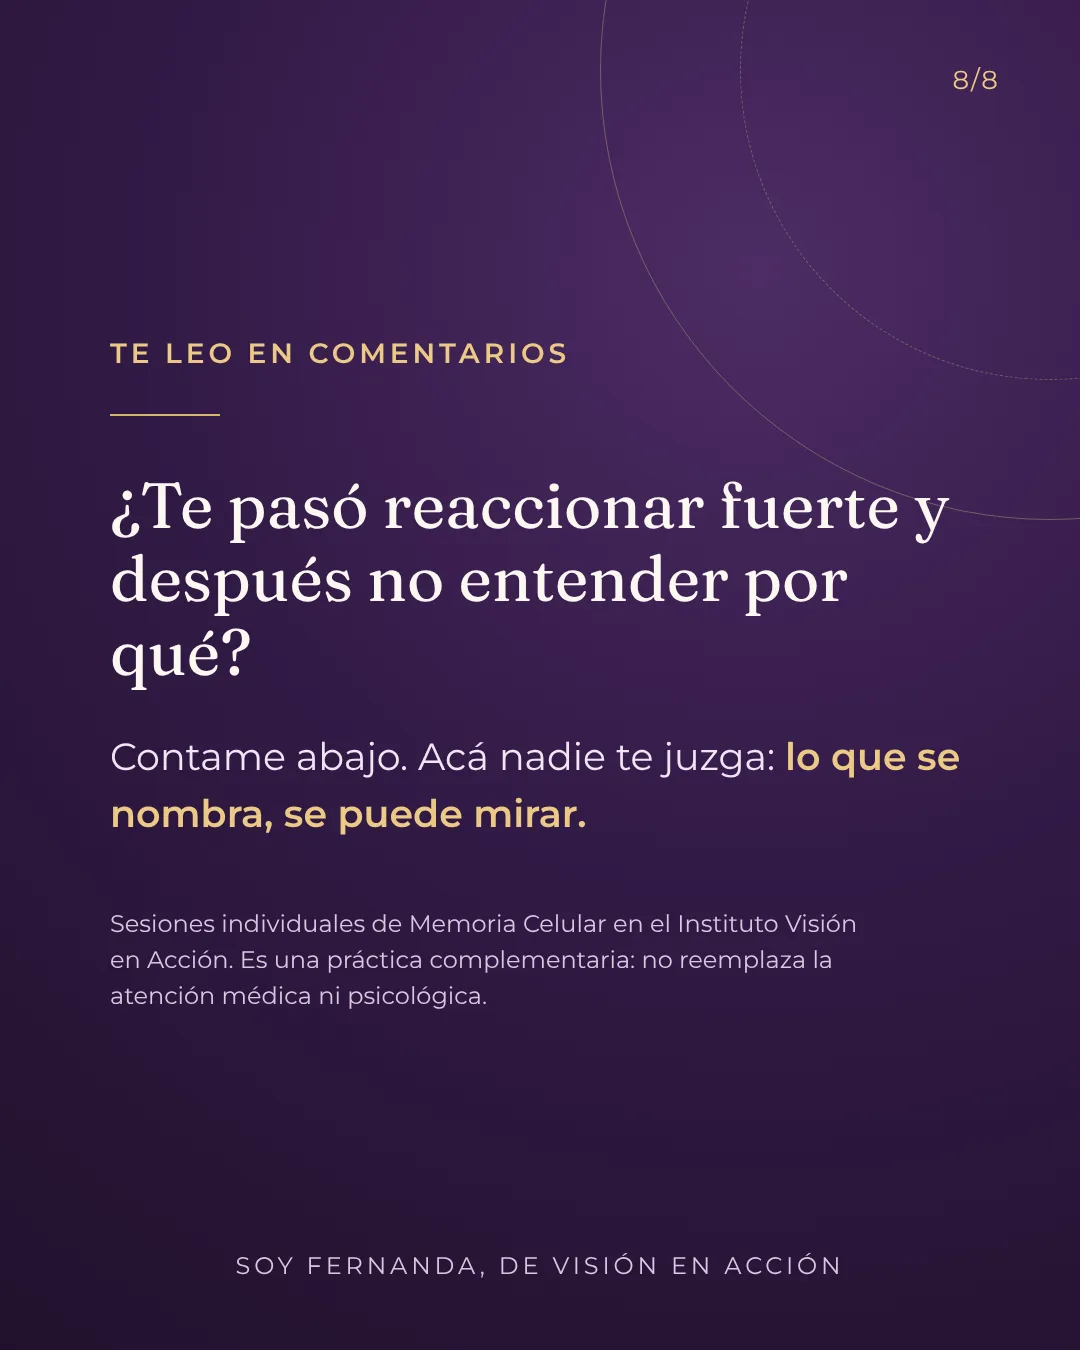 8/8
TE LEO EN COMENTARIOS
¿Te pasó reaccionar fuerte y
después no entender por
qué?
Contame abajo. Acá nadie te juzga: lo que se
nombra, se puede mirar.
Sesiones individuales de Memoria Celular en el Instituto Visión
en Acción. Es una práctica complementaria: no reemplaza la
atención médica ni psicológica.
SOY FERNANDA, DE VISIÓN EN ACCIÓN